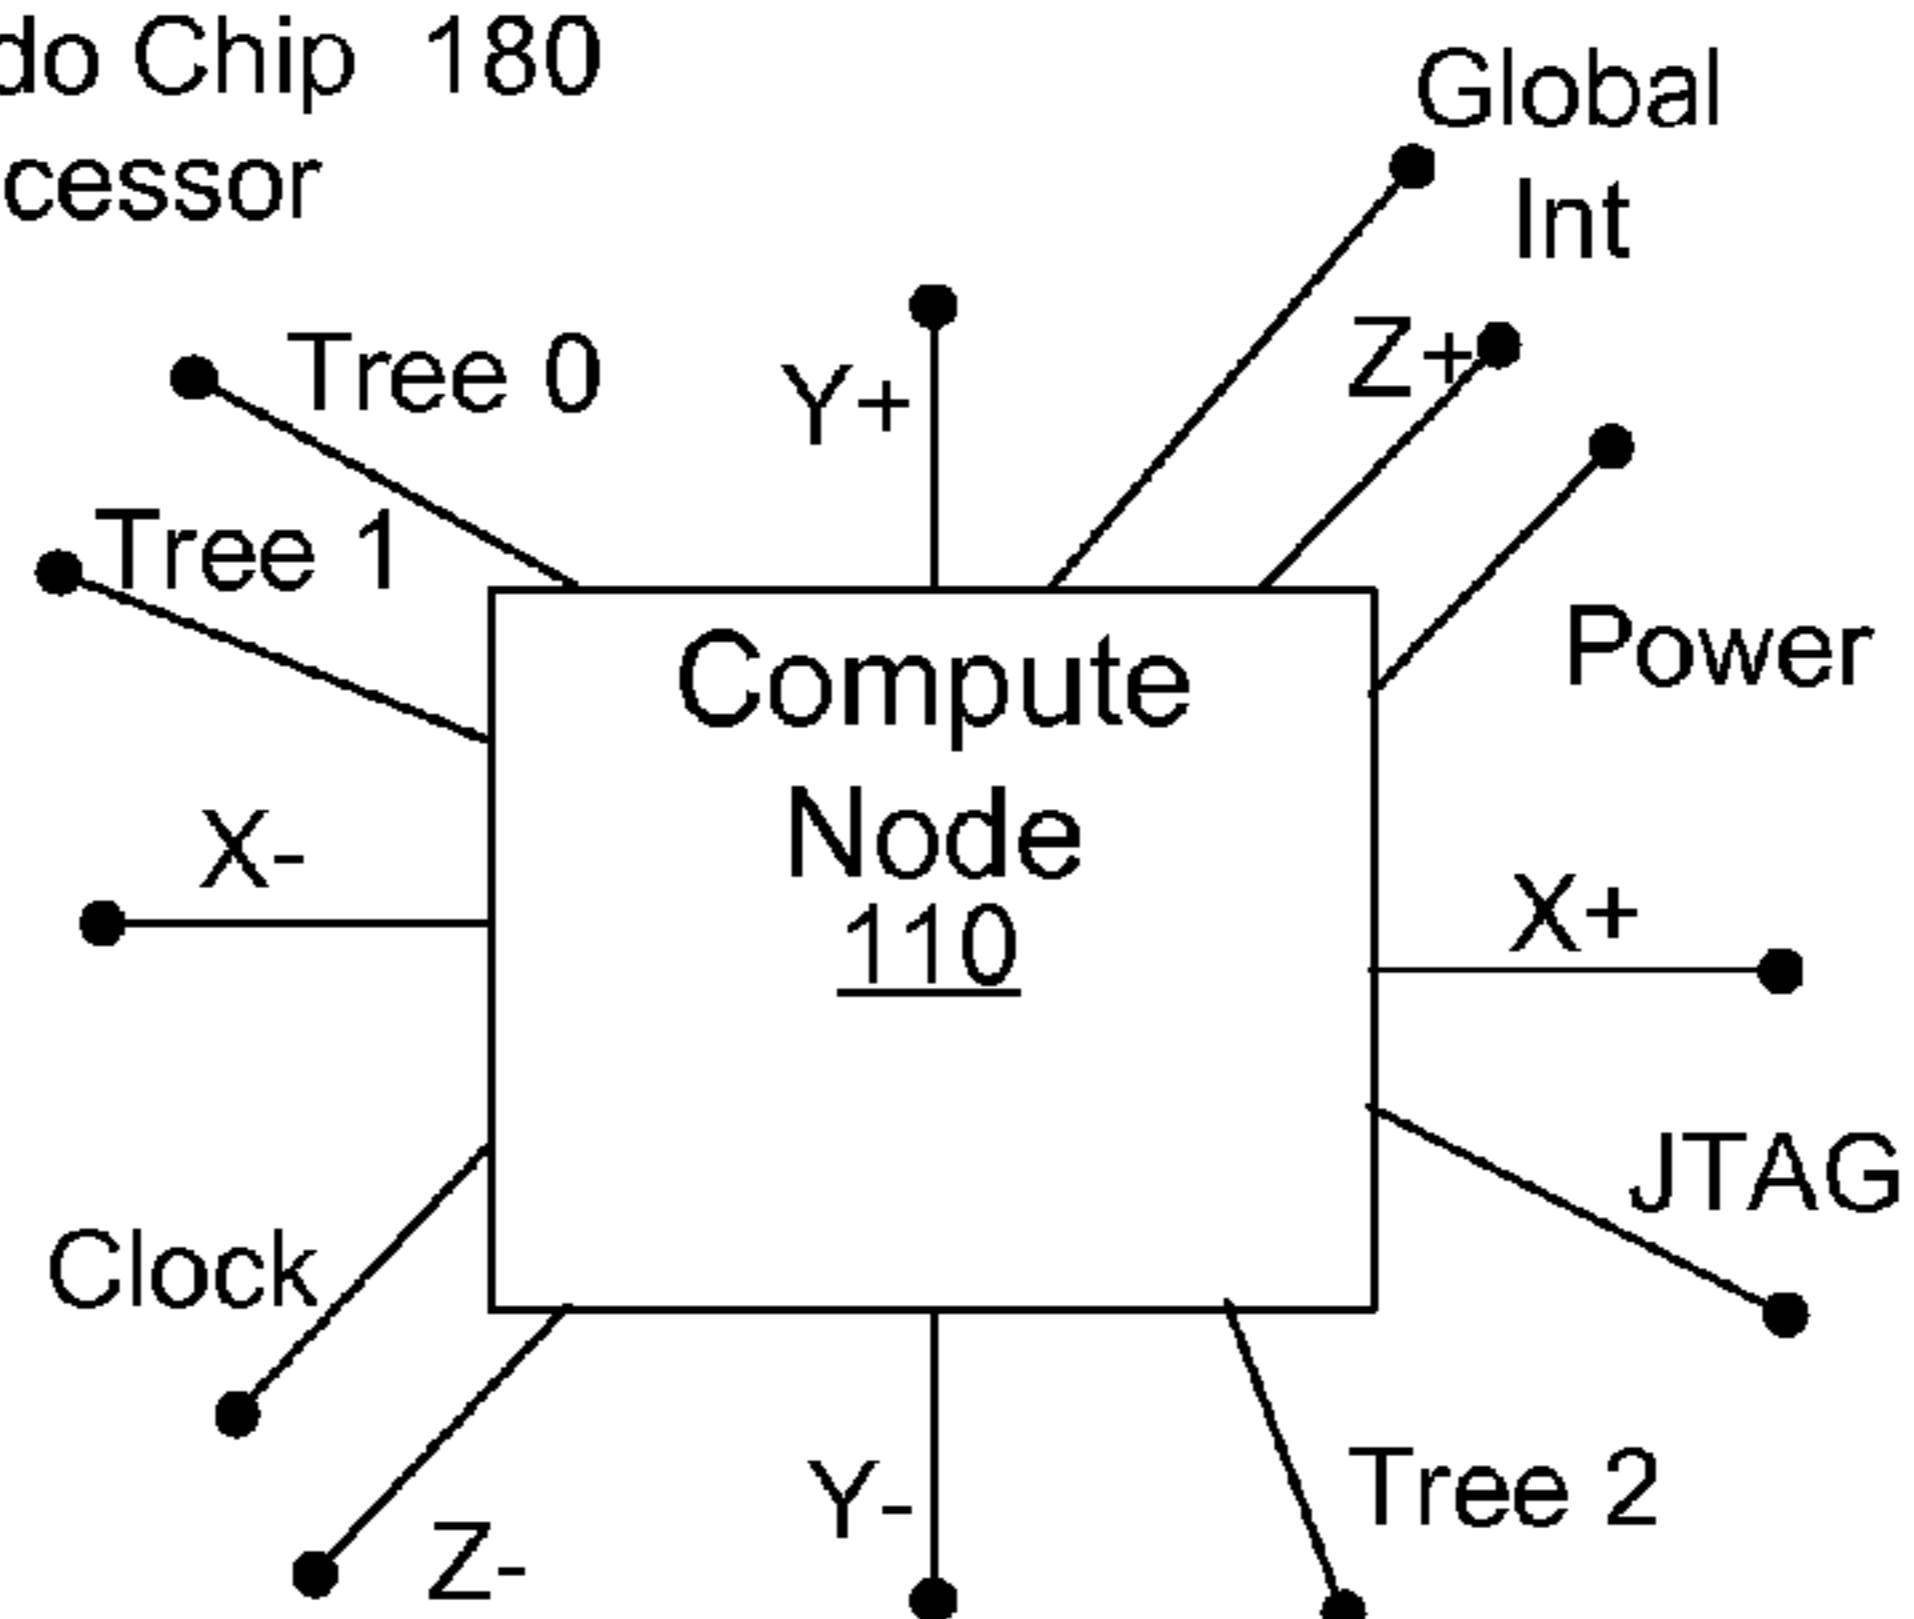 do Chip 180
cessor
Global
Int
Z+
Tree 0
Y+
Tree 1
Power
Compute
Node
110
X-
X+
JTAG
Clock
Tree 2
Y-
Z-